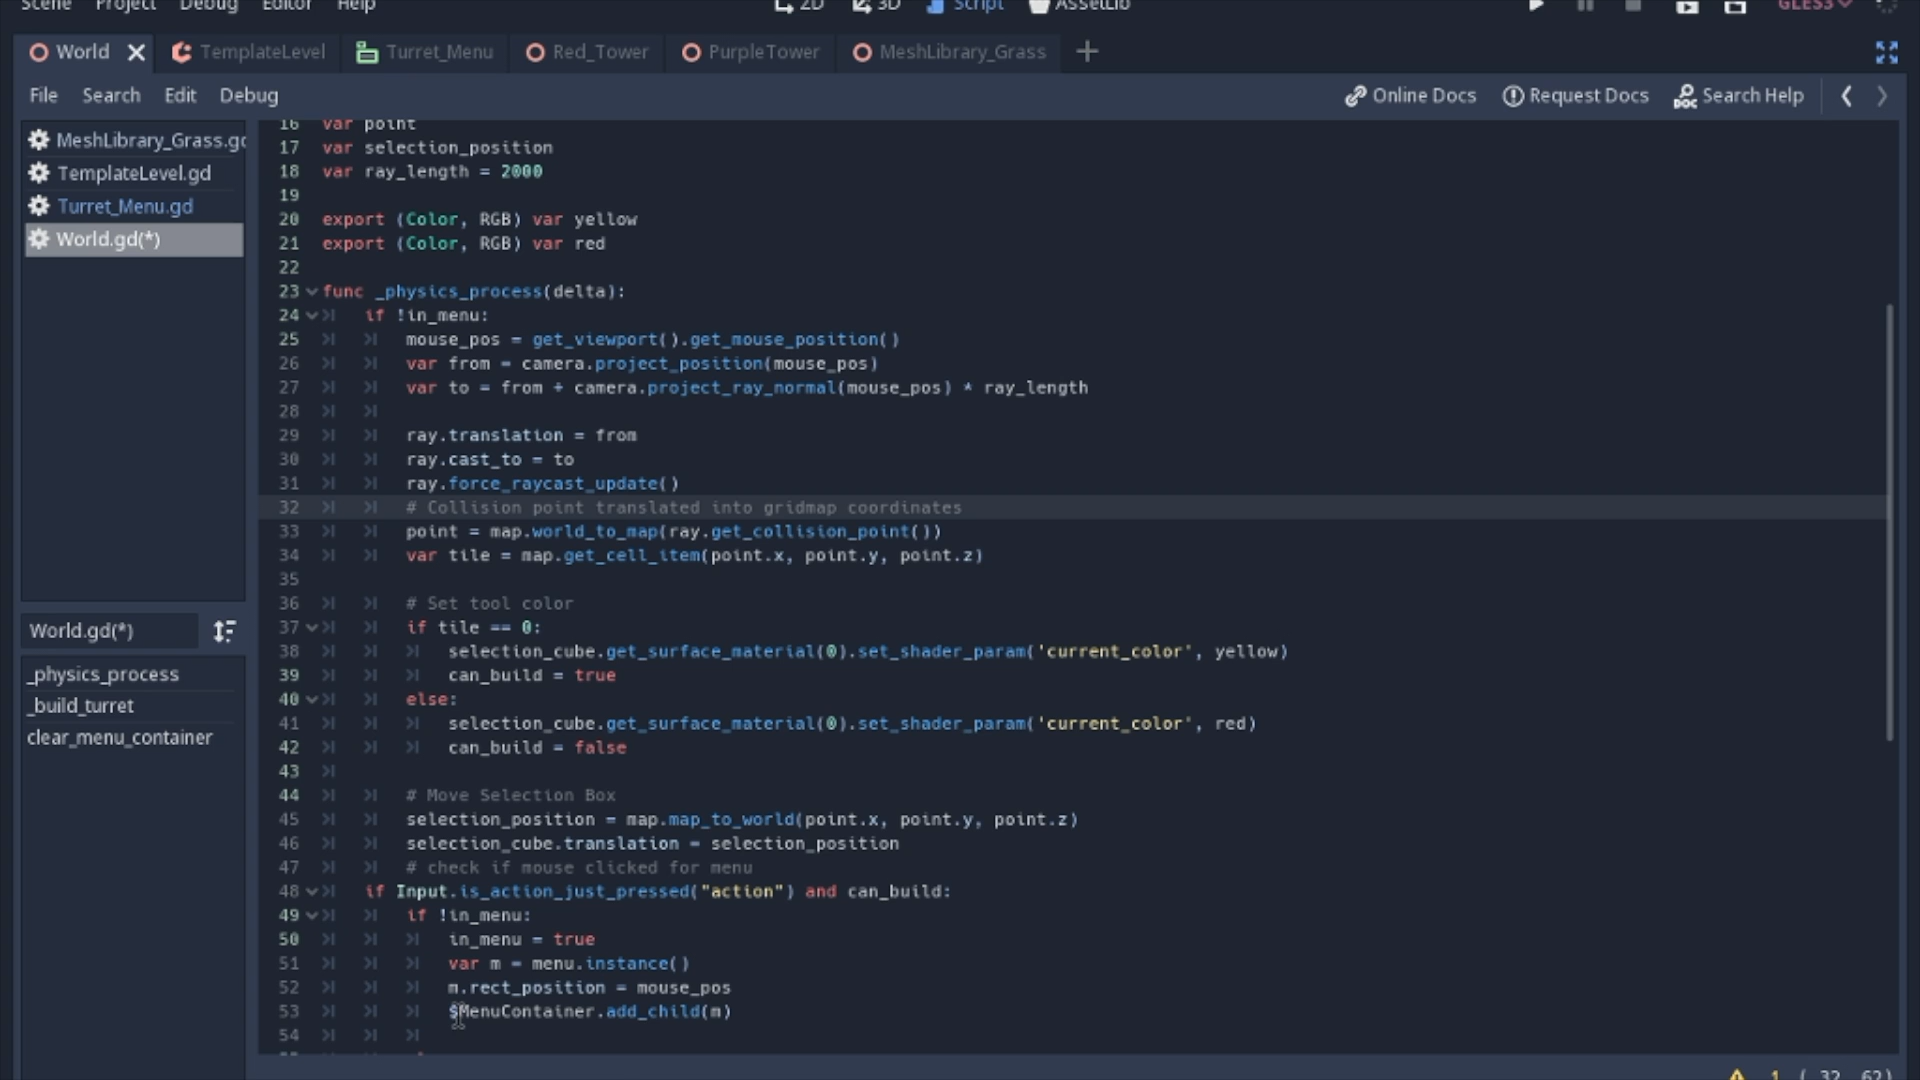 Scene Project Debug Editor Help 2D 3D Script AssetLib GLES3
World TemplateLevel Turret_Menu Red_Tower PurpleTower MeshLibrary_Grass
File Search Edit Debug Online Docs Request Docs Search Help
MeshLibrary_Grass.gd
TemplateLevel.gd
Turret_Menu.gd
World.gd(*)
World.gd(*)
_physics_process
_build_turret
clear_menu_container
16 var point
17 var selection_position
18 var ray_length = 2000
19
20 export (Color, RGB) var yellow
21 export (Color, RGB) var red
22
23 func _physics_process(delta):
24 if !in_menu:
25 mouse_pos = get_viewport().get_mouse_position()
26 var from = camera.project_position(mouse_pos)
27 var to = from + camera.project_ray_normal(mouse_pos) * ray_length
28
29 ray.translation = from
30 ray.cast_to = to
31 ray.force_raycast_update()
32 # Collision point translated into gridmap coordinates
33 point = map.world_to_map(ray.get_collision_point())
34 var tile = map.get_cell_item(point.x, point.y, point.z)
35
36 # Set tool color
37 if tile == 0:
38 selection_cube.get_surface_material(0).set_shader_param('current_color', yellow)
39 can_build = true
40 else:
41 selection_cube.get_surface_material(0).set_shader_param('current_color', red)
42 can_build = false
43
44 # Move Selection Box
45 selection_position = map.map_to_world(point.x, point.y, point.z)
46 selection_cube.translation = selection_position
47 # check if mouse clicked for menu
48 if Input.is_action_just_pressed("action") and can_build:
49 if !in_menu:
50 in_menu = true
51 var m = menu.instance()
52 m.rect_position = mouse_pos
53 $MenuContainer.add_child(m)
54
1 ( 32, 62)